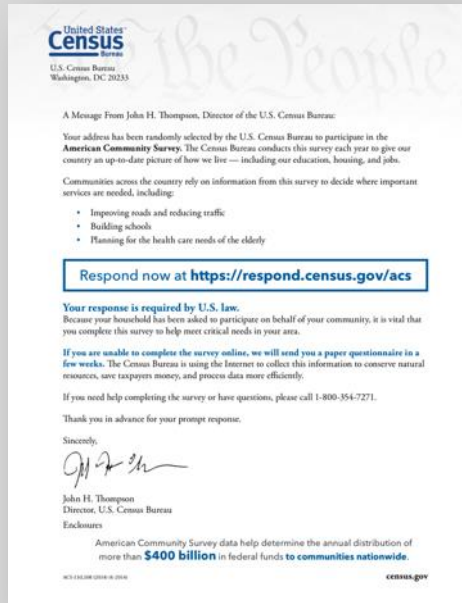 the People
United States®
Census
Bureau
U.S. Census Bureau
Washington, DC 20233
A Message From John H. Thompson, Director of the U.S. Census Bureau:
Your address has been randomly selected by the U.S. Census Bureau to participate in the
American Community Survey. The Census Bureau conducts this survey each year to give our
country an up-to-date picture of how we live — including our education, housing, and jobs.
Communities across the country rely on information from this survey to decide where important
services are needed, including:
• Improving roads and reducing traffic
• Building schools
• Planning for the health care needs of the elderly
Respond now at https://respond.census.gov/acs
Your response is required by U.S. law.
Because your household has been asked to participate on behalf of your community, it is vital that
you complete this survey to help meet critical needs in your area.
If you are unable to complete the survey online, we will send you a paper questionnaire in a
few weeks. The Census Bureau is using the Internet to collect this information to conserve natural
resources, save taxpayers money, and process data more efficiently.
If you need help completing the survey or have questions, please call 1-800-354-7271.
Thank you in advance for your prompt response.
Sincerely,
John H. Thompson
Director, U.S. Census Bureau
Enclosures
American Community Survey data help determine the annual distribution of
more than $400 billion in federal funds to communities nationwide.
census.gov